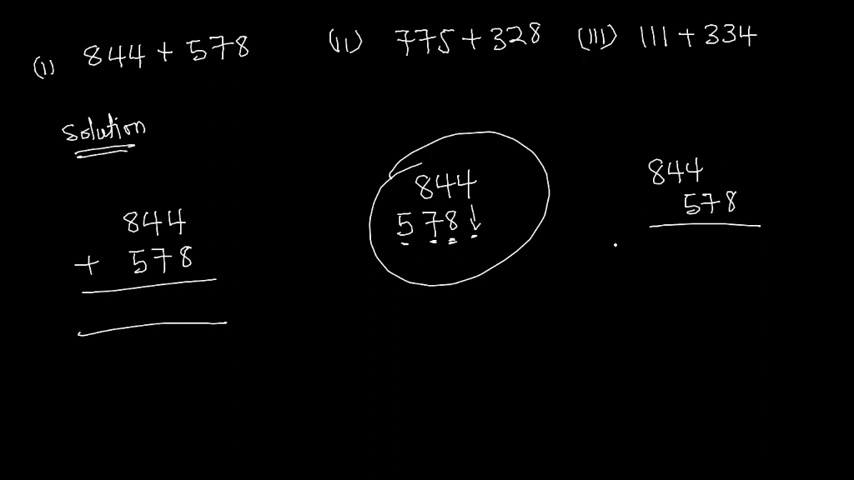 (I) 844 + 578
(II) 775 + 328
(III) 111 + 334
Solution
844
+ 578
844
578
844
578